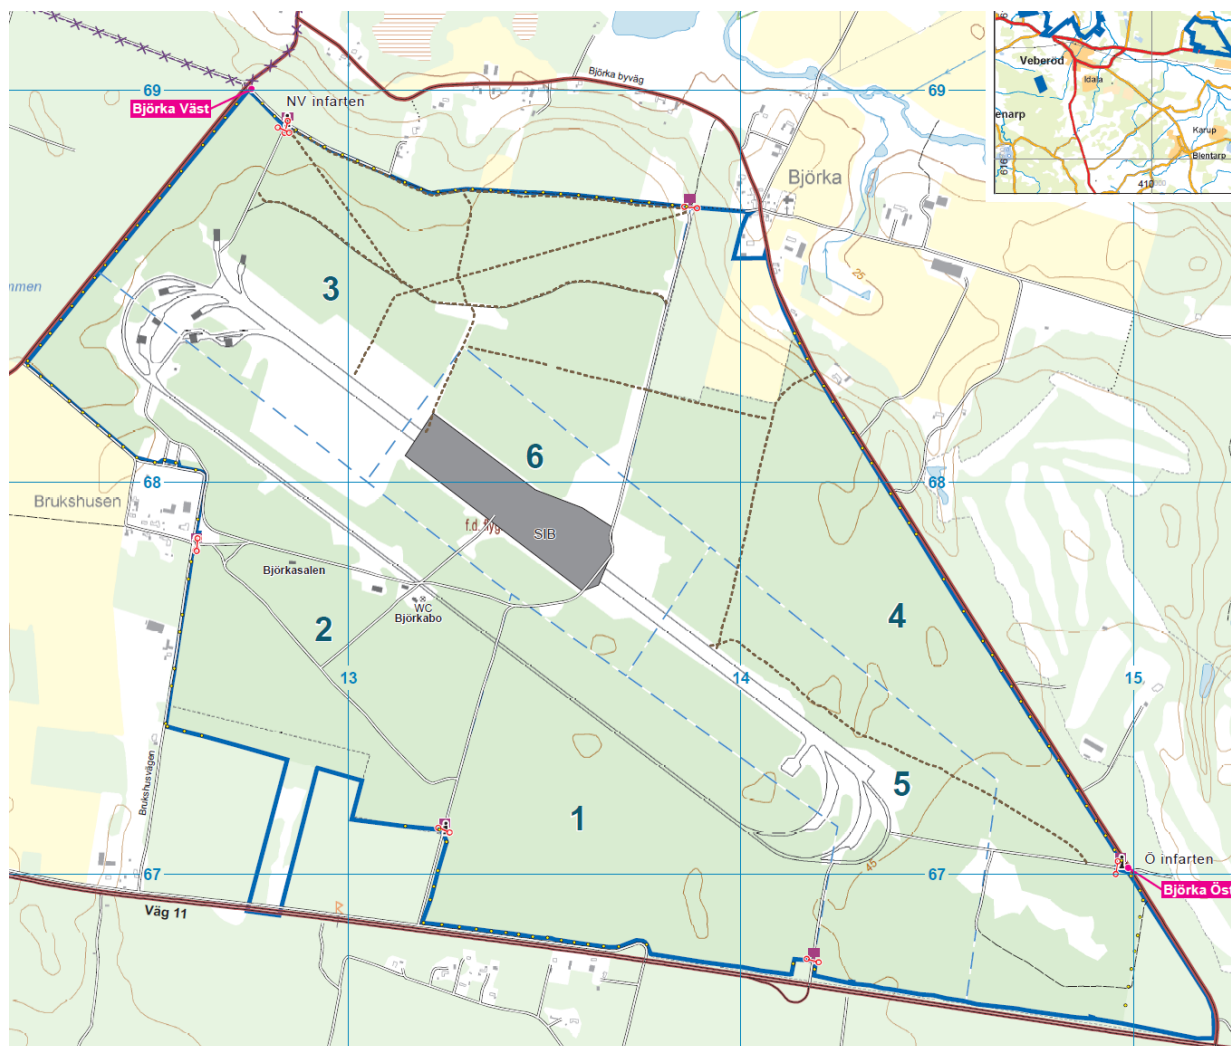 Björka byväg
69
69
Björka Väst
NV infarten
Björka
25
mmen
3
Veberöd
Idala
enarp
Karup
Blentarp
616
410
6
68
68
Brukshusen
f.d. flyg
SIB
Björkasalen
WC
Björkabo
2
4
13
14
15
Brukshusvägen
5
1
45
67
67
Ö infarten
Björka Öst
Väg 11